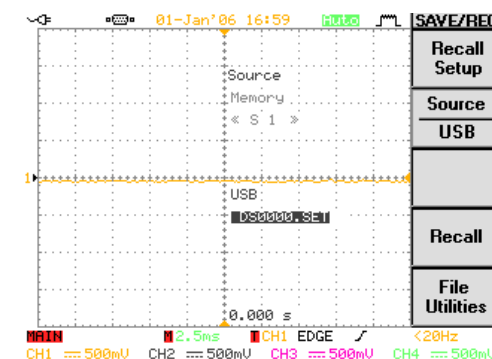 01-Jan'06 16:59 Auto SAVE/REC
Recall
Setup
Source
Memory
« S 1 »
Source
USB
1
USB
DS0000.SET
Recall
File
Utilities
0.000 s
MAIN M 2.5ms T CH1 EDGE <20Hz
CH1 500mV CH2 500mV CH3 500mV CH4 500mV